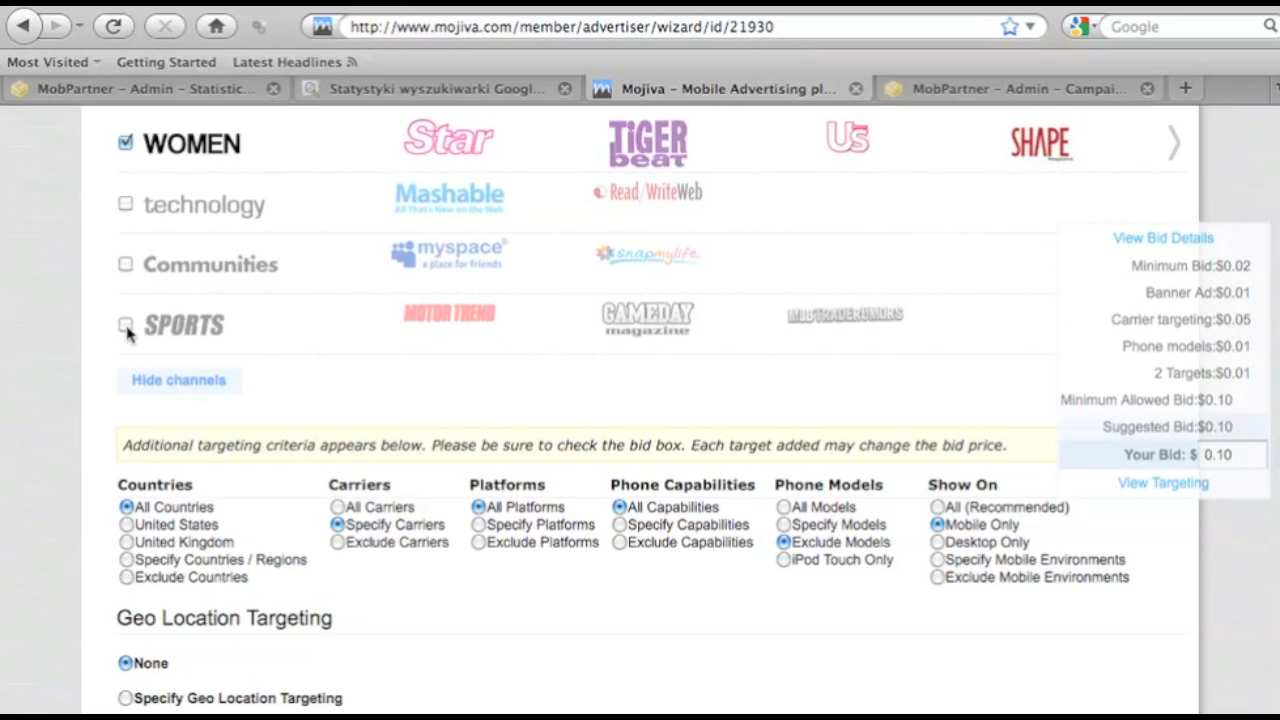 http://www.mojiva.com/member/advertiser/wizard/id/21930
Google
Most Visited Getting Started Latest Headlines
MobPartner – Admin – Statistic...
Statystyki wyszukiwarki Googl...
Mojiva – Mobile Advertising pl...
MobPartner – Admin – Campai...
WOMEN Star TiGER beat Us SHAPE
technology Mashable All That's New on the Web Read/WriteWeb
Communities myspace a place for friends snapmylife
SPORTS MOTOR TREND GAMEDAY magazine MLBTRADERUMORS
Hide channels
View Bid Details
Minimum Bid:$0.02
Banner Ad:$0.01
Carrier targeting:$0.05
Phone models:$0.01
2 Targets:$0.01
Minimum Allowed Bid:$0.10
Suggested Bid:$0.10
Your Bid: $ 0.10
View Targeting
Additional targeting criteria appears below. Please be sure to check the bid box. Each target added may change the bid price.
Countries
All Countries
United States
United Kingdom
Specify Countries / Regions
Exclude Countries
Carriers
All Carriers
Specify Carriers
Exclude Carriers
Platforms
All Platforms
Specify Platforms
Exclude Platforms
Phone Capabilities
All Capabilities
Specify Capabilities
Exclude Capabilities
Phone Models
All Models
Specify Models
Exclude Models
iPod Touch Only
Show On
All (Recommended)
Mobile Only
Desktop Only
Specify Mobile Environments
Exclude Mobile Environments
Geo Location Targeting
None
Specify Geo Location Targeting